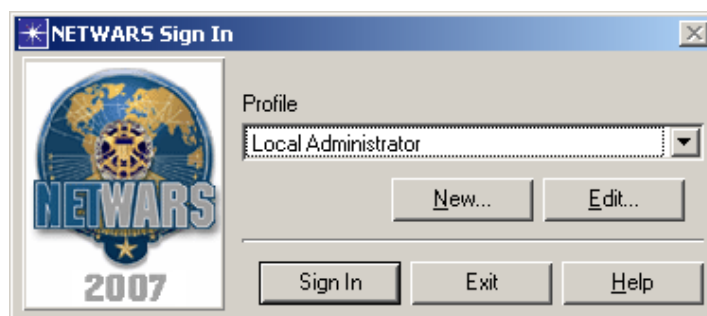 NETWARS Sign In
Profile
Local Administrator
New...
Edit...
NETWARS
2007
Sign In
Exit
Help